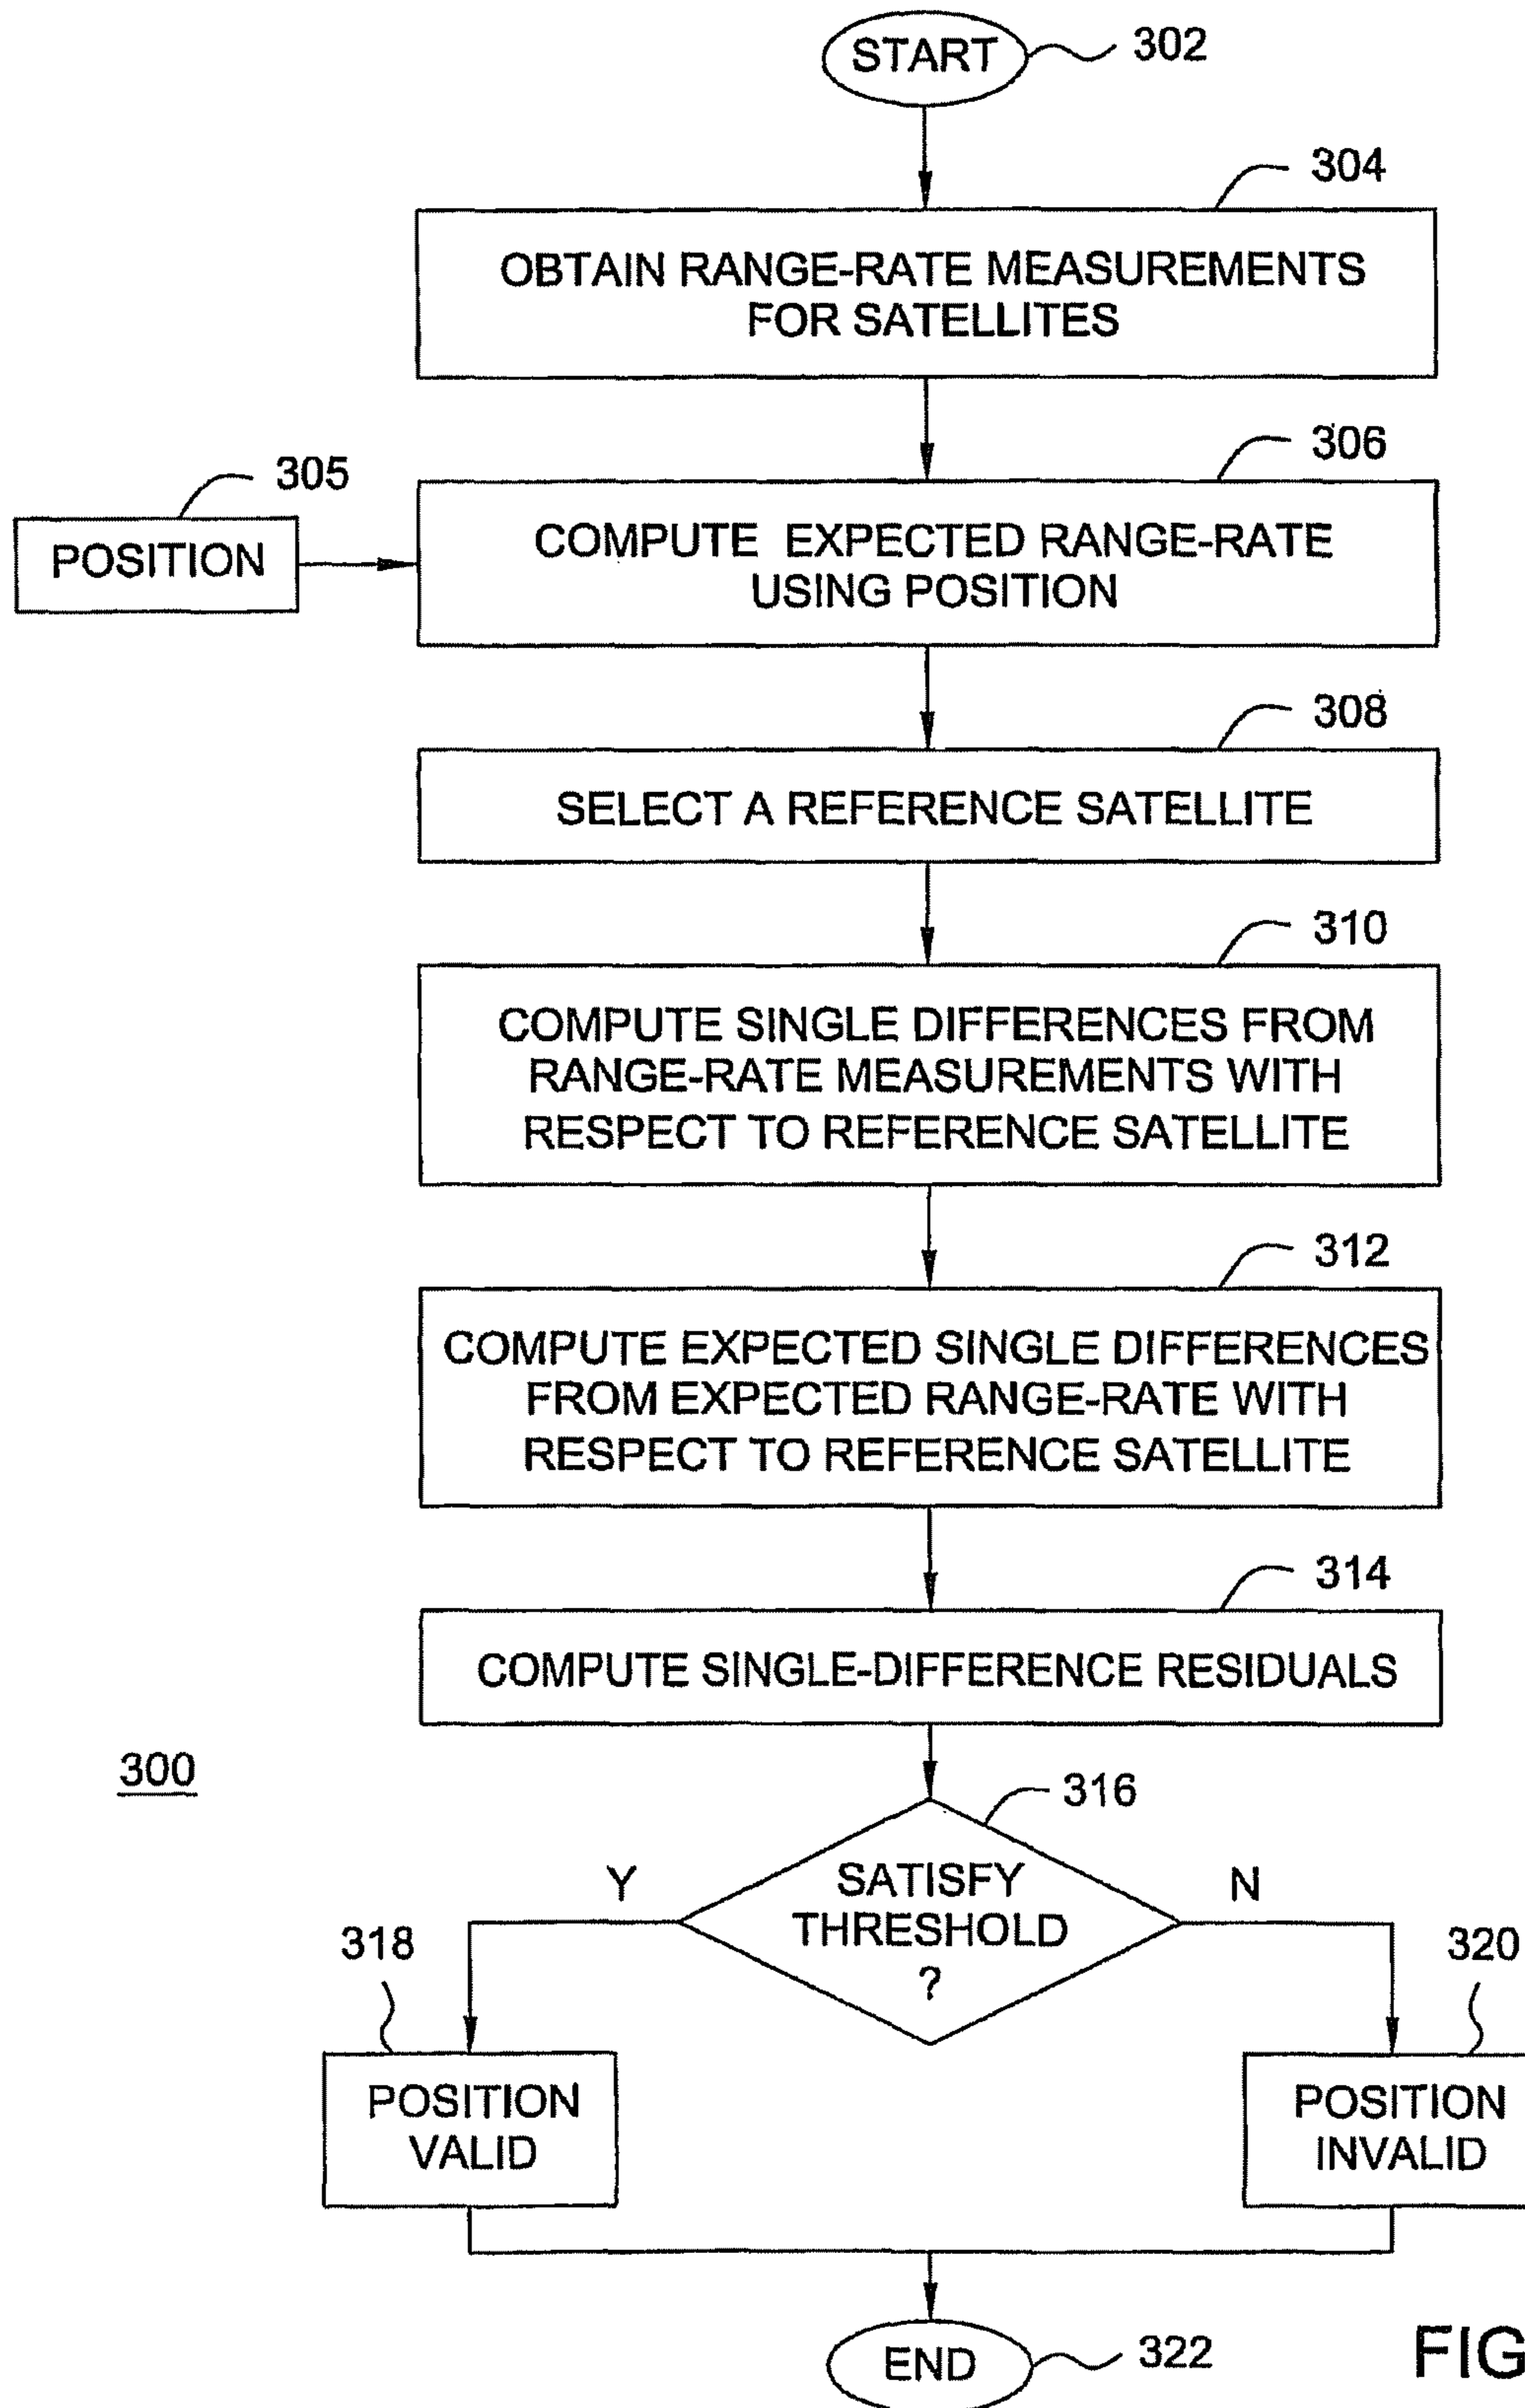 START
302
304
OBTAIN RANGE-RATE MEASUREMENTS
FOR SATELLITES
305
POSITION
306
COMPUTE EXPECTED RANGE-RATE
USING POSITION
308
SELECT A REFERENCE SATELLITE
310
COMPUTE SINGLE DIFFERENCES FROM
RANGE-RATE MEASUREMENTS WITH
RESPECT TO REFERENCE SATELLITE
312
COMPUTE EXPECTED SINGLE DIFFERENCES
FROM EXPECTED RANGE-RATE WITH
RESPECT TO REFERENCE SATELLITE
314
COMPUTE SINGLE-DIFFERENCE RESIDUALS
300
316
SATISFY
THRESHOLD
?
Y
N
318
POSITION
VALID
320
POSITION
INVALID
END
322
FIG